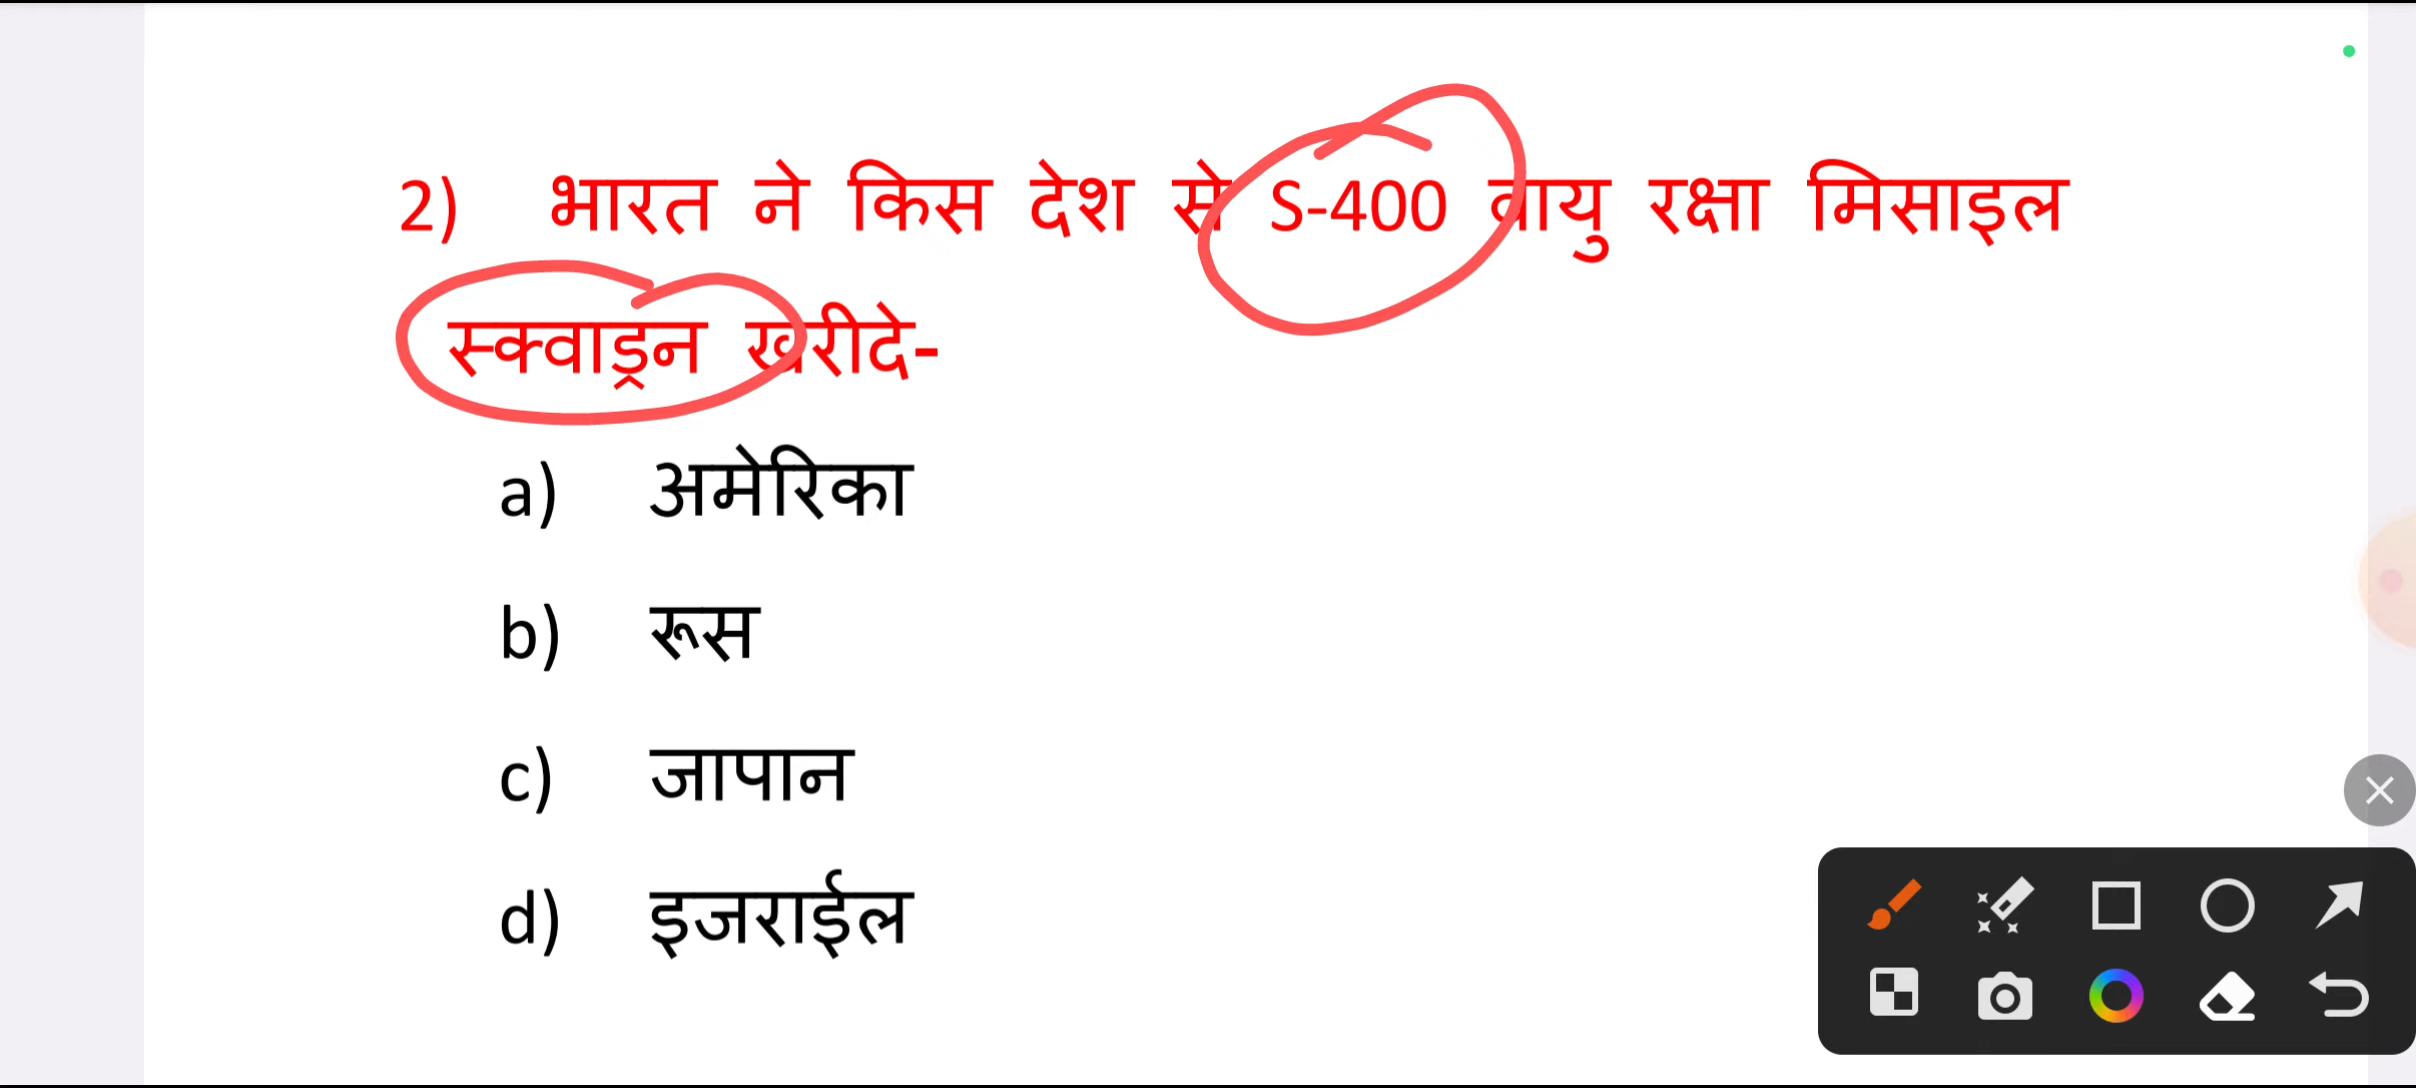 2) भारत ने किस देश से S-400 वायु रक्षा मिसाइल
स्क्वाड्रन खरीदे-
a) अमेरिका
b) रूस
c) जापान
d) इजराईल